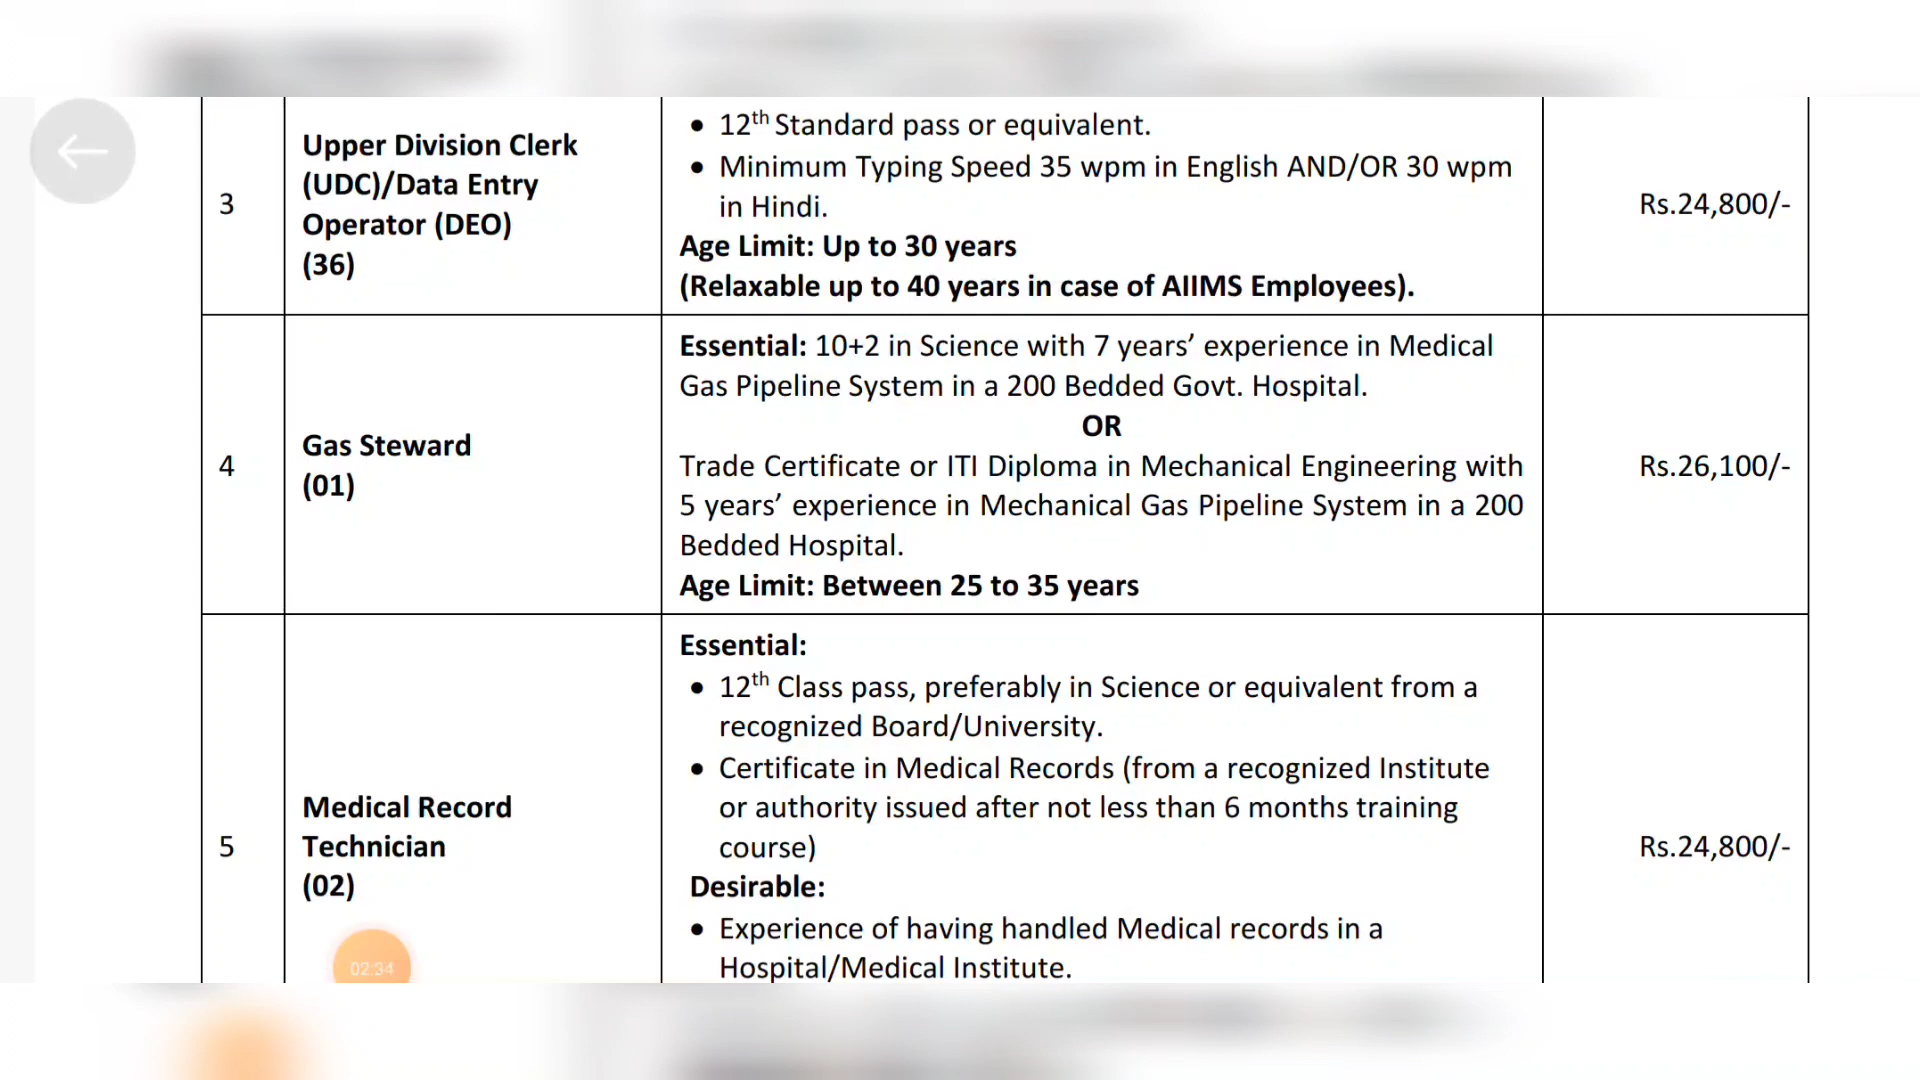 3
Upper Division Clerk
(UDC)/Data Entry
Operator (DEO)
(36)
• 12th Standard pass or equivalent.
• Minimum Typing Speed 35 wpm in English AND/OR 30 wpm
in Hindi.
Age Limit: Up to 30 years
(Relaxable up to 40 years in case of AIIMS Employees).
Rs.24,800/-
4
Gas Steward
(01)
Essential: 10+2 in Science with 7 years’ experience in Medical
Gas Pipeline System in a 200 Bedded Govt. Hospital.
OR
Trade Certificate or ITI Diploma in Mechanical Engineering with
5 years’ experience in Mechanical Gas Pipeline System in a 200
Bedded Hospital.
Age Limit: Between 25 to 35 years
Rs.26,100/-
5
Medical Record
Technician
(02)
Essential:
• 12th Class pass, preferably in Science or equivalent from a
recognized Board/University.
• Certificate in Medical Records (from a recognized Institute
or authority issued after not less than 6 months training
course)
Desirable:
• Experience of having handled Medical records in a
Hospital/Medical Institute.
Rs.24,800/-
02:34